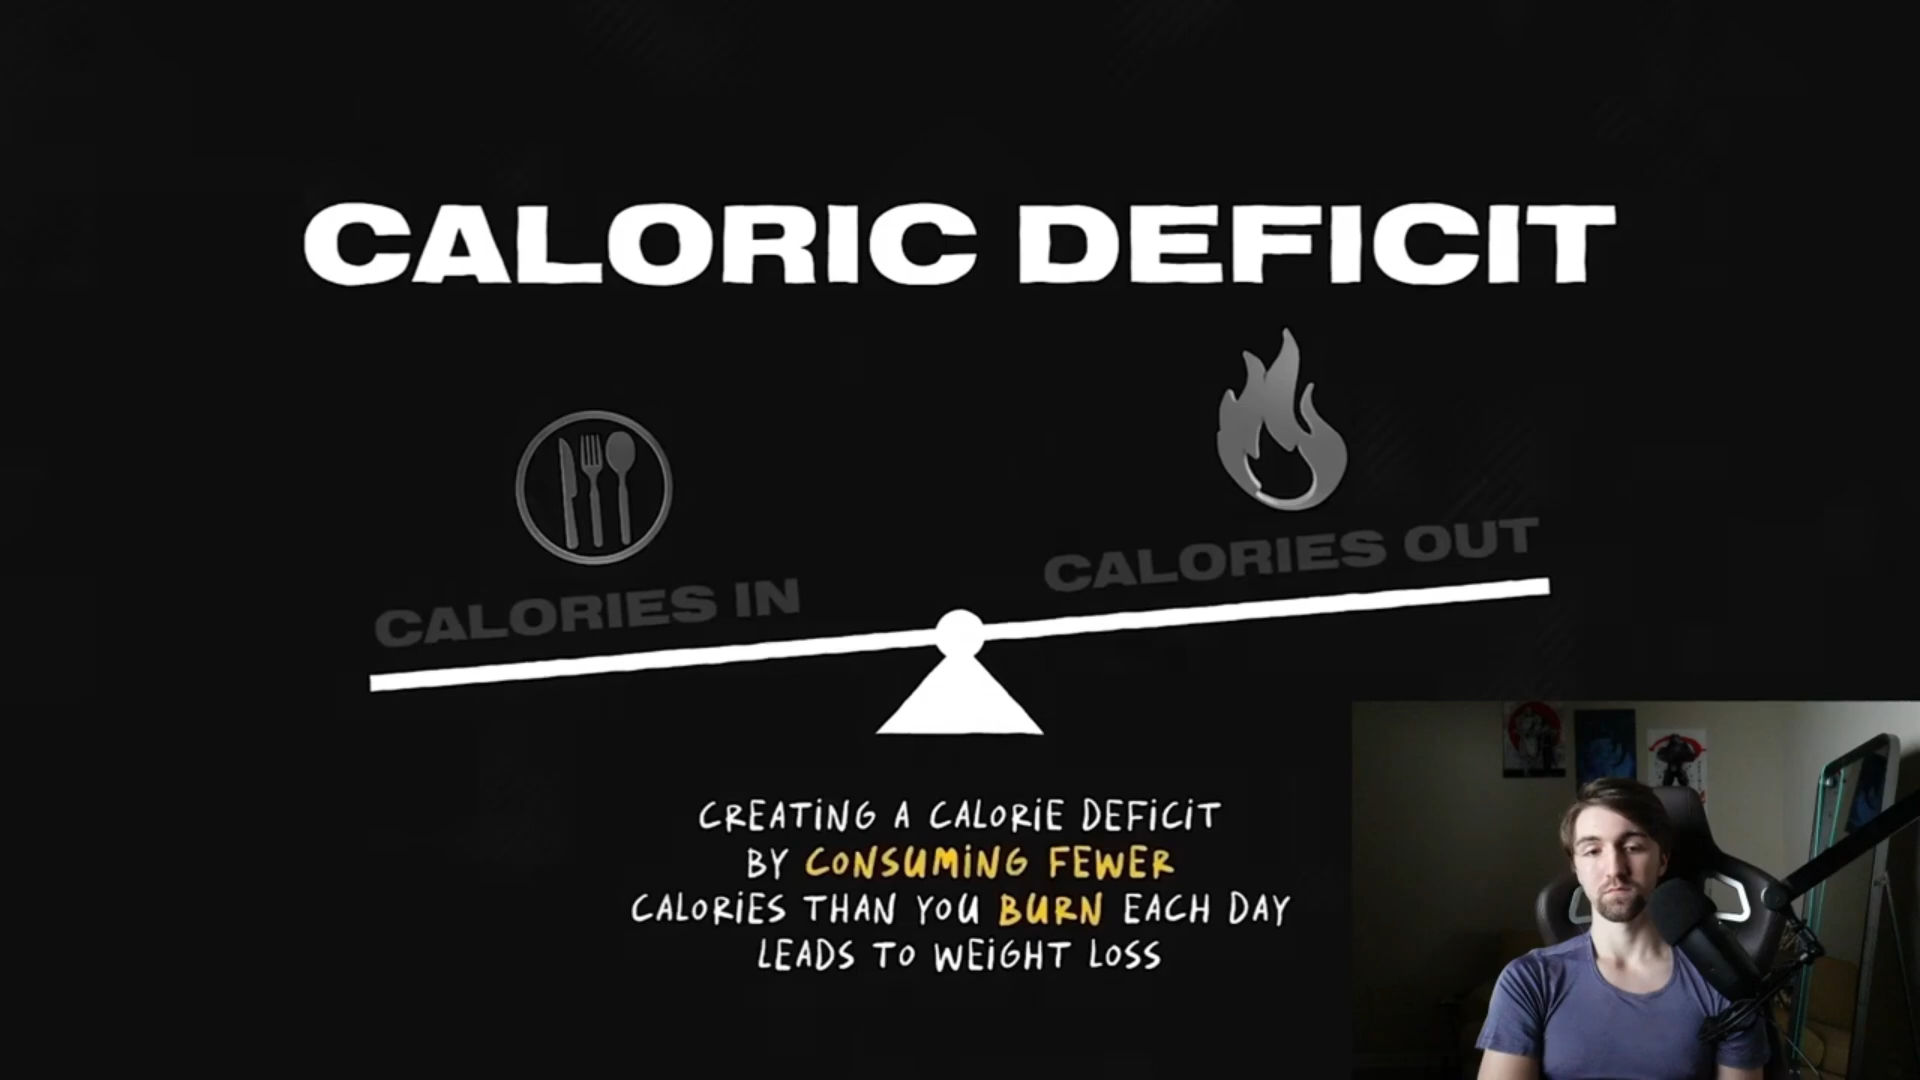 CALORIC DEFICIT
CALORIES IN
CALORIES OUT
CREATING A CALORIE DEFICIT
BY CONSUMING FEWER
CALORIES THAN YOU BURN EACH DAY
LEADS TO WEIGHT LOSS